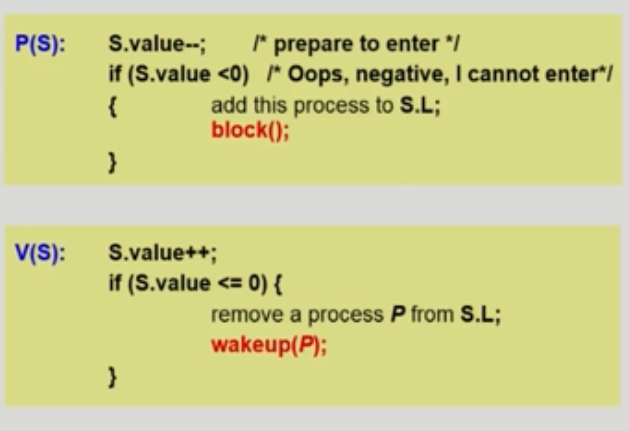 P(S): S.value--; /* prepare to enter */
if (S.value <0) /* Oops, negative, I cannot enter*/
{ add this process to S.L;
block();
}
V(S): S.value++;
if (S.value <= 0) {
remove a process P from S.L;
wakeup(P);
}